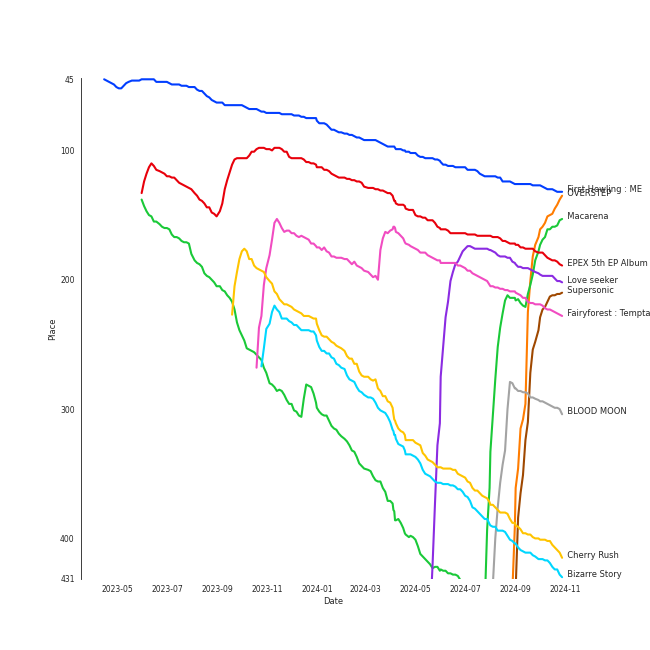 45
100
200
300
400
431
Place
2023-05
2023-07
2023-09
2023-11
2024-01
2024-03
2024-05
2024-07
2024-09
2024-11
Date
First Howling : ME
OVERSTEP
Macarena
EPEX 5th EP Album
Love seeker
Supersonic
Fairyforest : Tempta
BLOOD MOON
Cherry Rush
Bizarre Story